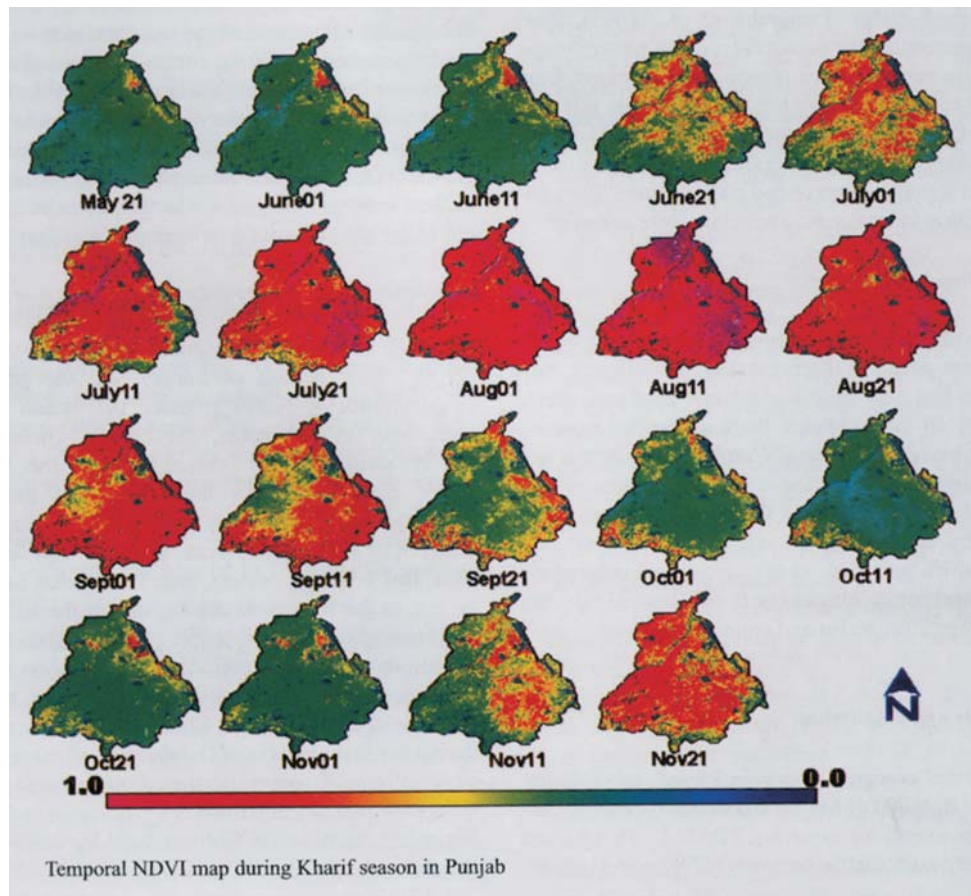 May 21 June01 June11 June21 July01
July11 July21 Aug01 Aug11 Aug21
Sept01 Sept11 Sept21 Oct01 Oct11
Oct21 Nov01 Nov11 Nov21
N
1.0 0.0
Temporal NDVI map during Kharif season in Punjab